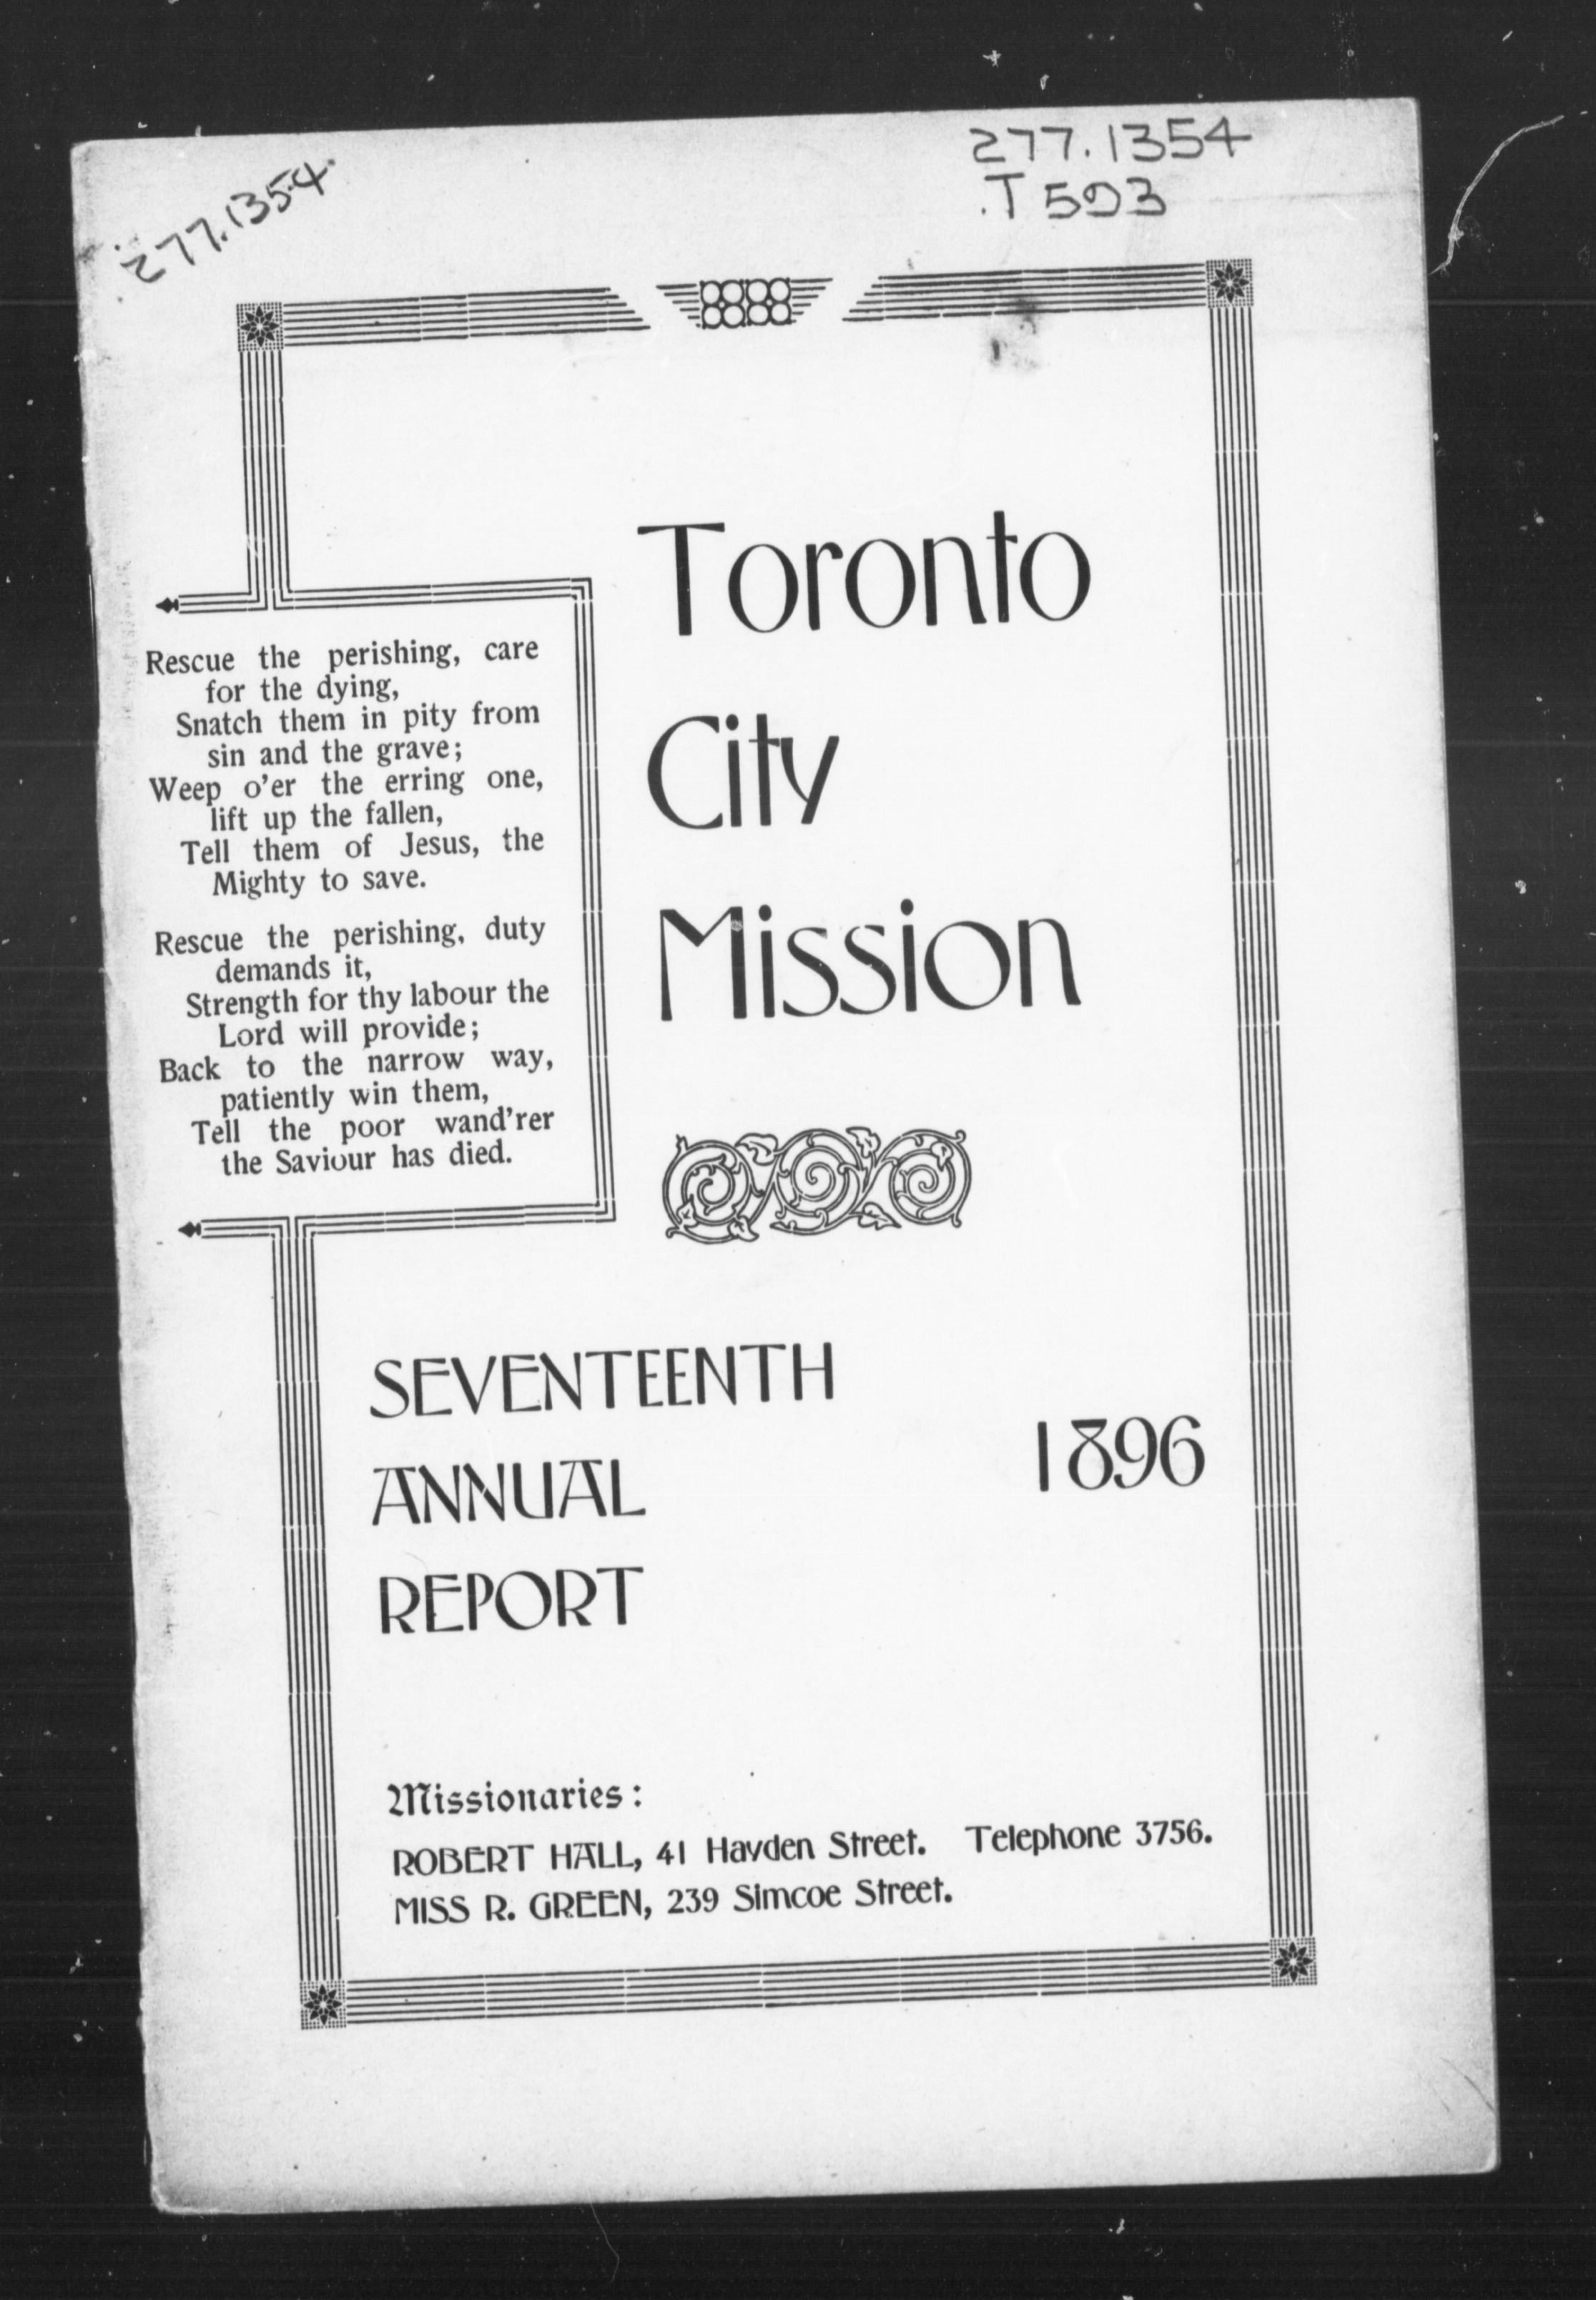 277.1354
277.1354
.T593
Toronto
City
Mission
Rescue the perishing, care
for the dying,
Snatch them in pity from
sin and the grave;
Weep o'er the erring one,
lift up the fallen,
Tell them of Jesus, the
Mighty to save.
Rescue the perishing, duty
demands it,
Strength for thy labour the
Lord will provide;
Back to the narrow way,
patiently win them,
Tell the poor wand'rer
the Saviour has died.
SEVENTEENTH
ANNUAL
REPORT
1896
Missionaries:
ROBERT HALL, 41 Hayden Street. Telephone 3756.
MISS R. GREEN, 239 Simcoe Street.